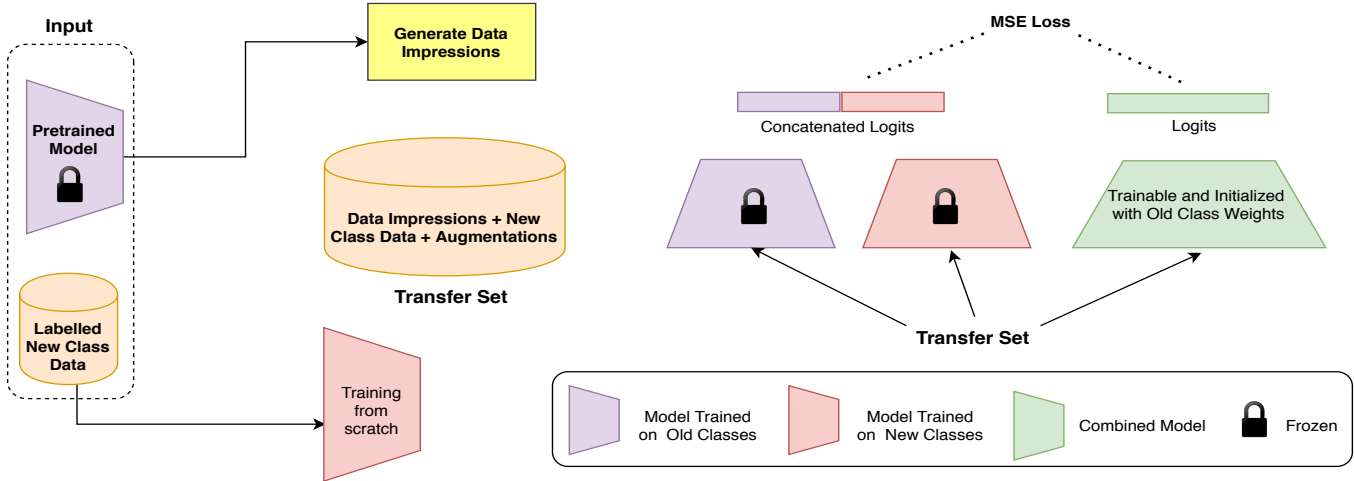 Input
Pretrained
Model
Labelled
New Class
Data
Generate Data
Impressions
Data Impressions + New
Class Data + Augmentations
Transfer Set
Training
from
scratch
MSE Loss
Concatenated Logits
Logits
Trainable and Initialized
with Old Class Weights
Transfer Set
Model Trained
on Old Classes
Model Trained
on New Classes
Combined Model
Frozen